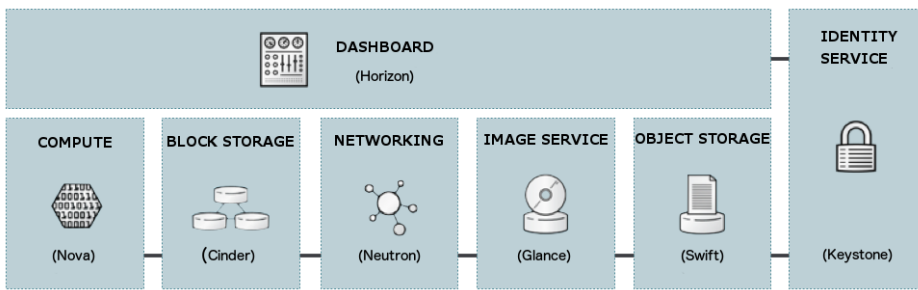 DASHBOARD
(Horizon)
IDENTITY
SERVICE
(Keystone)
COMPUTE
(Nova)
BLOCK STORAGE
(Cinder)
NETWORKING
(Neutron)
IMAGE SERVICE
(Glance)
OBJECT STORAGE
(Swift)